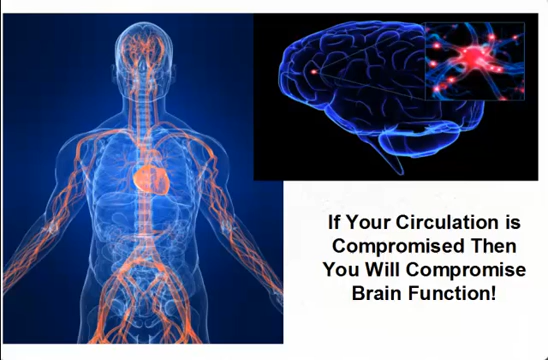 If Your Circulation is
Compromised Then
You Will Compromise
Brain Function!